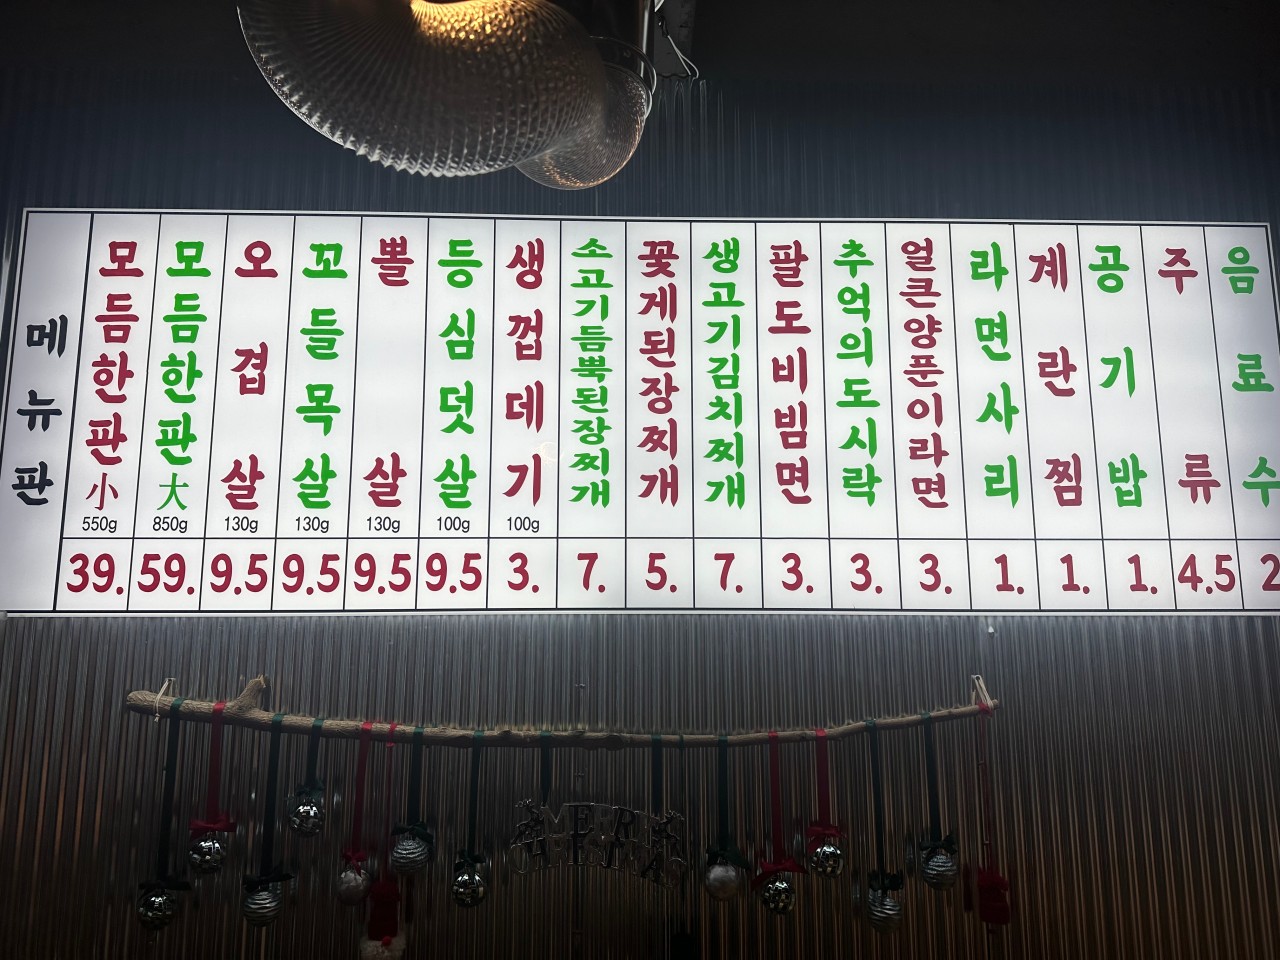 메뉴판
모듬한판小 550g 39.
모듬한판大 850g 59.
오겹살 130g 9.5
꼬들목살 130g 9.5
뽈살 130g 9.5
등심덧살 100g 9.5
생껍데기 100g 3.
소고기듬뿍된장찌개 7.
꽃게된장찌개 5.
생고기김치찌개 7.
팔도비빔면 3.
추억의도시락 3.
얼큰양푼이라면 3.
라면사리 1.
계란찜 1.
공기밥 1.
주류 4.5
음료수 2
MERRY
CHRISTMAS